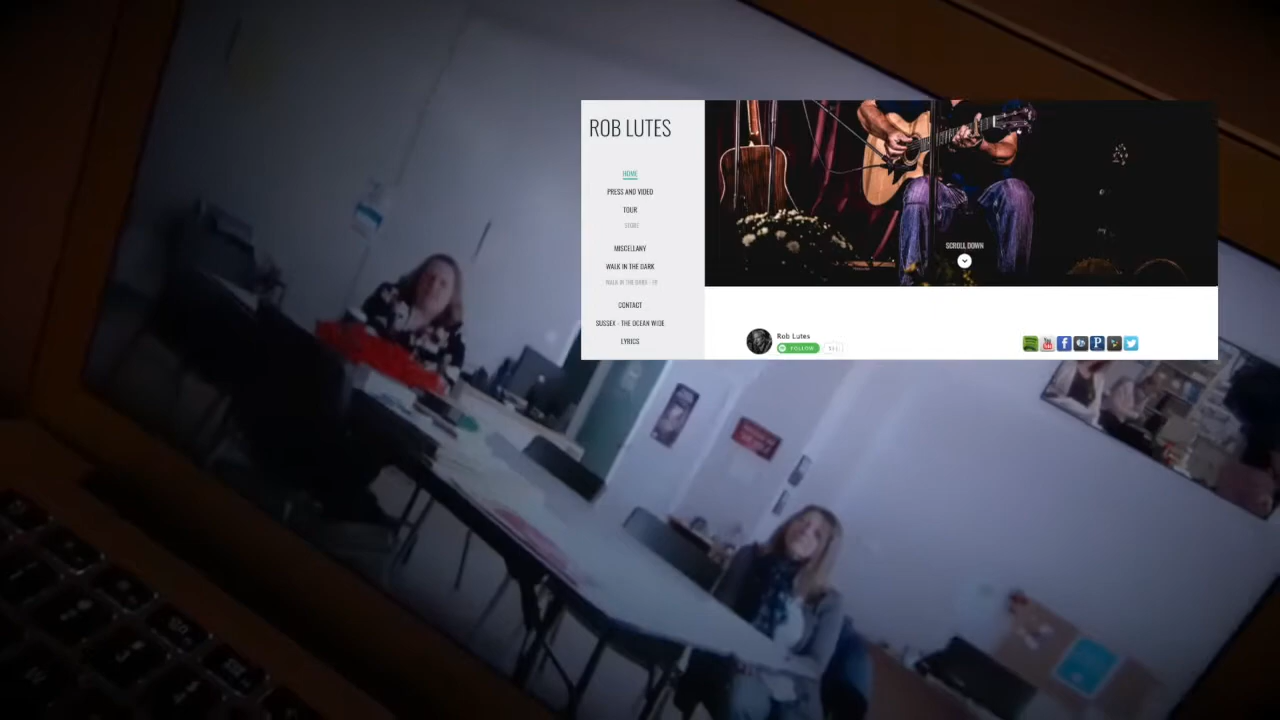 ROB LUTES
HOME
PRESS AND VIDEO
TOUR
STORE
MISCELLANY
WALK IN THE DARK
CONTACT
SUSSEX - THE OCEAN WIDE
LYRICS
SCROLL DOWN
Rob Lutes
FOLLOW